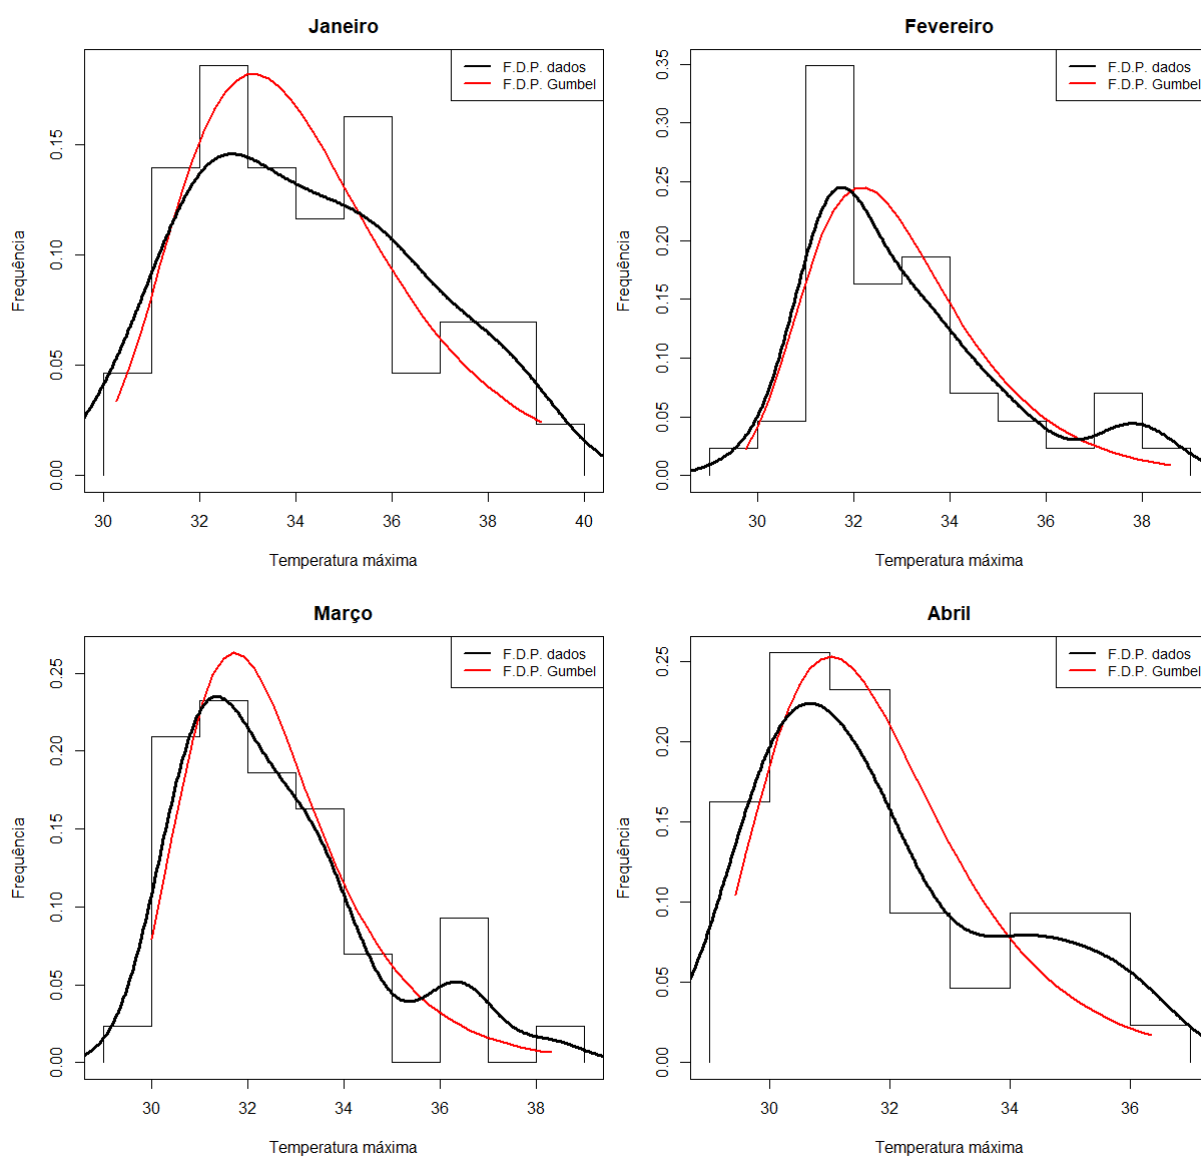 Janeiro
F.D.P. dados
F.D.P. Gumbel
Frequência
0.00 0.05 0.10 0.15
30 32 34 36 38 40
Temperatura máxima
Fevereiro
F.D.P. dados
F.D.P. Gumbel
Frequência
0.00 0.05 0.10 0.15 0.20 0.25 0.30 0.35
30 32 34 36 38
Temperatura máxima
Março
F.D.P. dados
F.D.P. Gumbel
Frequência
0.00 0.05 0.10 0.15 0.20 0.25
30 32 34 36 38
Temperatura máxima
Abril
F.D.P. dados
F.D.P. Gumbel
Frequência
0.00 0.05 0.10 0.15 0.20 0.25
30 32 34 36
Temperatura máxima